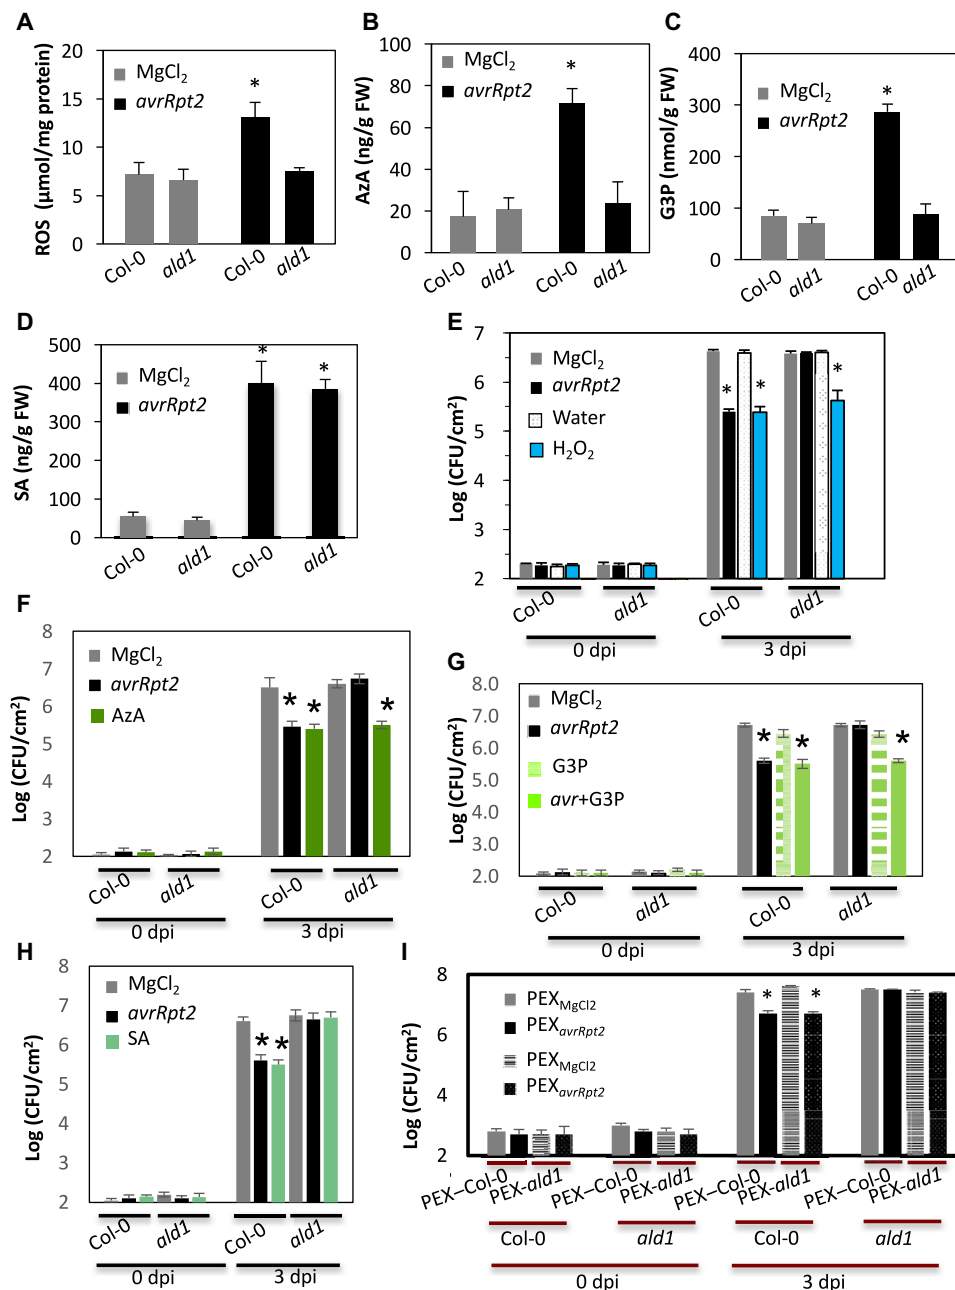 A
ROS (µmol/mg protein)
20
15
10
5
0
MgCl2
avrRpt2
*
Col-0
ald1
Col-0
ald1
B
AzA (ng/g FW)
100
80
60
40
20
0
MgCl2
avrRpt2
*
Col-0
ald1
Col-0
ald1
C
G3P (nmol/g FW)
400
300
200
100
0
MgCl2
avrRpt2
*
Col-0
ald1
Col-0
ald1
D
SA (ng/g FW)
500
400
300
200
100
0
MgCl2
avrRpt2
* *
Col-0
ald1
Col-0
ald1
E
Log (CFU/cm2)
7
6
5
4
3
2
MgCl2
avrRpt2
Water
H2O2
* * *
Col-0
ald1
Col-0
ald1
0 dpi
3 dpi
F
Log (CFU/cm2)
8
7
6
5
4
3
2
MgCl2
avrRpt2
AzA
* * *
Col-0
ald1
Col-0
ald1
0 dpi
3 dpi
G
Log (CFU/cm2)
8.0
7.0
6.0
5.0
4.0
3.0
2.0
MgCl2
avrRpt2
G3P
avr+G3P
* * *
Col-0
ald1
Col-0
ald1
0 dpi
3 dpi
H
Log (CFU/cm2)
8
7
6
5
4
3
2
MgCl2
avrRpt2
SA
* *
Col-0
ald1
Col-0
ald1
0 dpi
3 dpi
I
Log (CFU/cm2)
8
6
4
2
PEXMgCl2
PEXavrRpt2
PEXMgCl2
PEXavrRpt2
* *
PEX–Col-0
PEX-ald1
PEX–Col-0
PEX-ald1
PEX–Col-0
PEX-ald1
PEX–Col-0
PEX-ald1
Col-0
ald1
Col-0
ald1
0 dpi
3 dpi